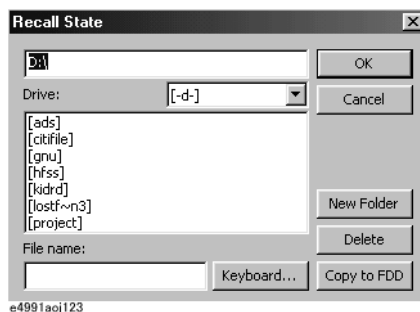 Recall State
D:\
OK
Drive:
[-d-]
Cancel
[ads]
[citifile]
[gnu]
[hfss]
[kidrd]
[lostf~n3]
[project]
New Folder
Delete
File name:
Keyboard...
Copy to FDD
e4991aoj123